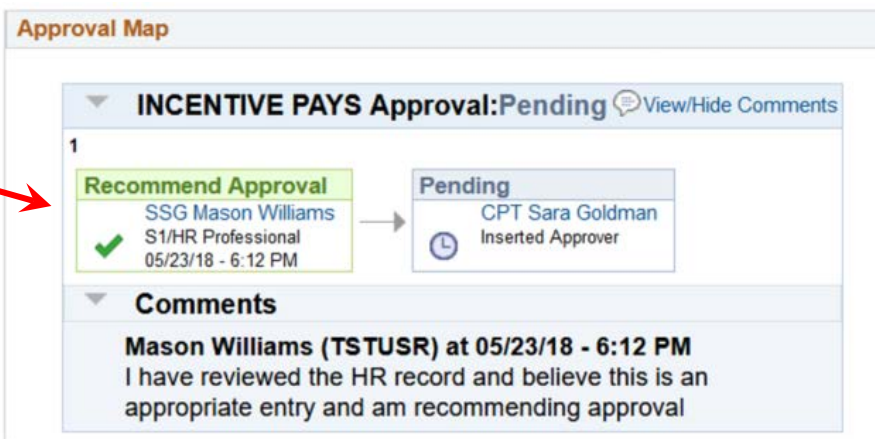 Approval Map
INCENTIVE PAYS Approval:Pending View/Hide Comments
1
Recommend Approval
SSG Mason Williams
S1/HR Professional
05/23/18 - 6:12 PM
Pending
CPT Sara Goldman
Inserted Approver
Comments
Mason Williams (TSTUSR) at 05/23/18 - 6:12 PM
I have reviewed the HR record and believe this is an
appropriate entry and am recommending approval